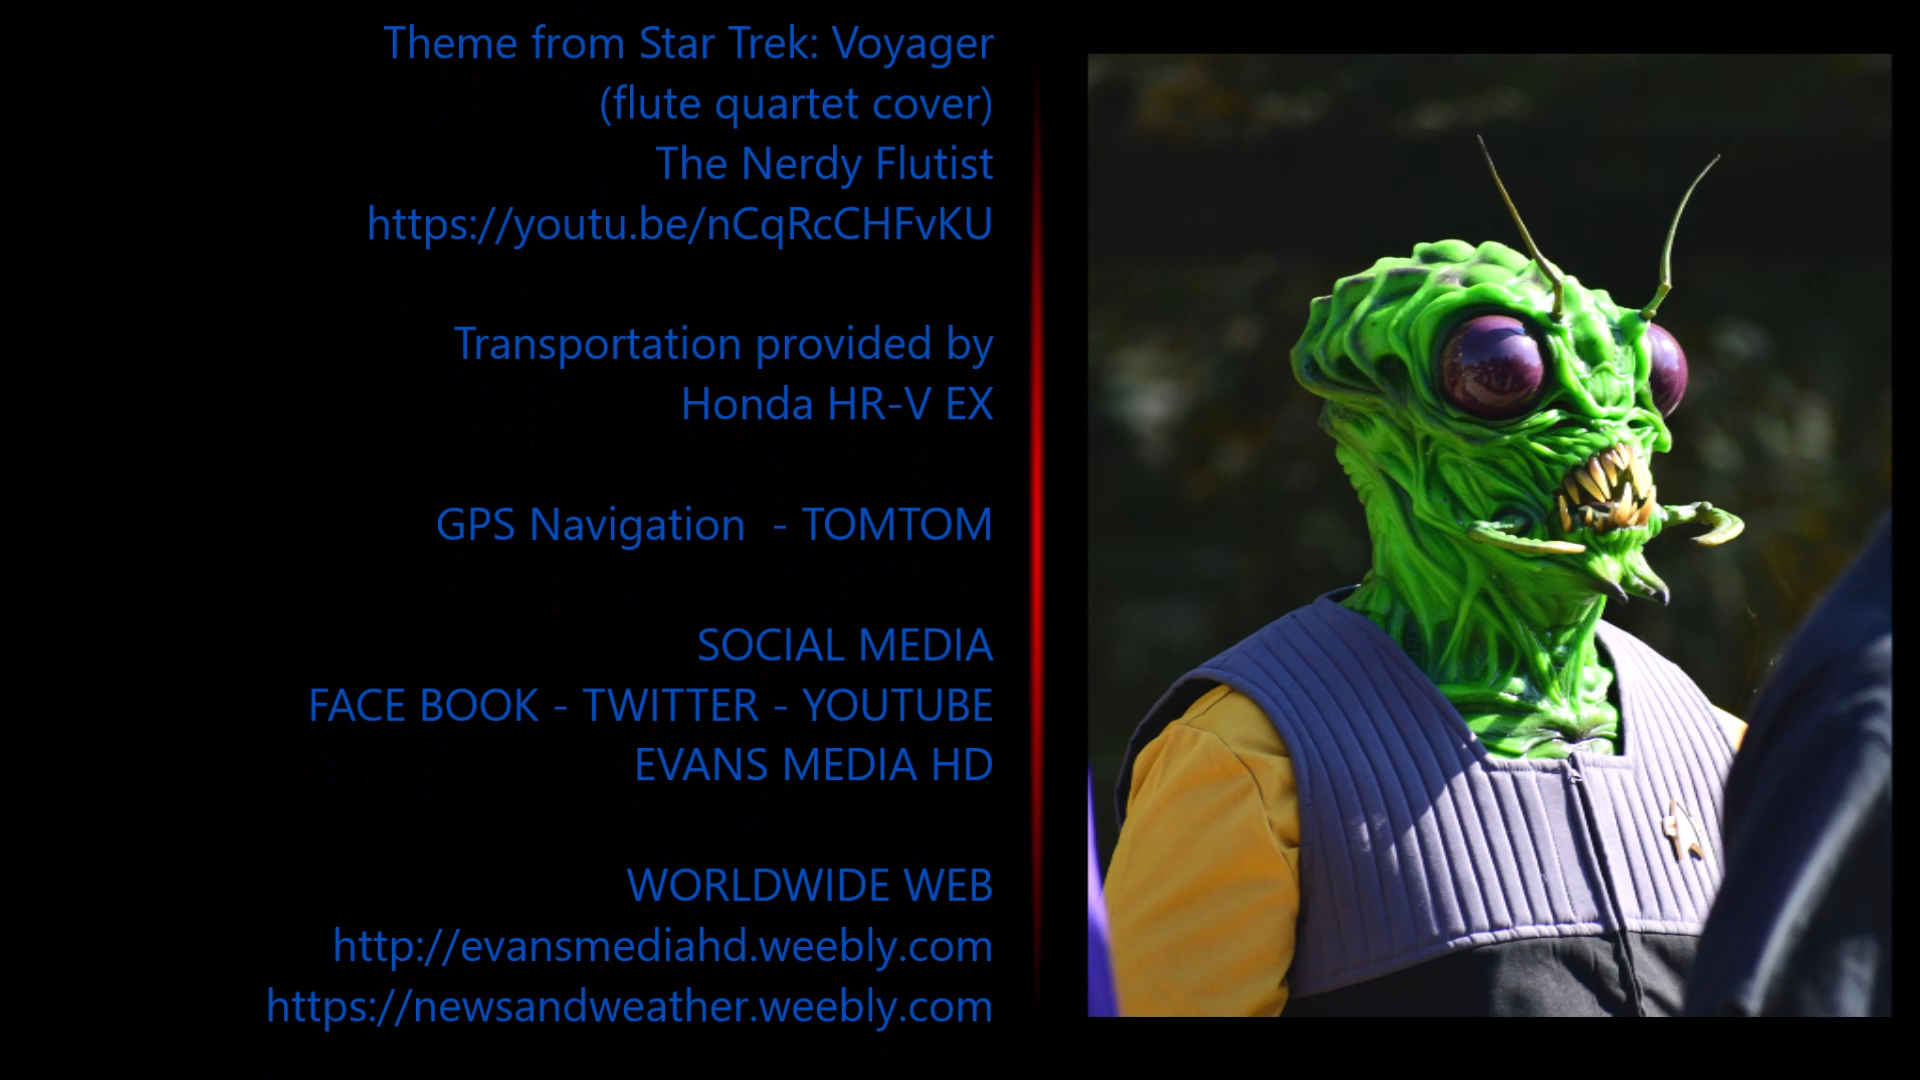 Theme from Star Trek: Voyager
(flute quartet cover)
The Nerdy Flutist
https://youtu.be/nCqRcCHFvKU
Transportation provided by
Honda HR-V EX
GPS Navigation  - TOMTOM
SOCIAL MEDIA
FACE BOOK - TWITTER - YOUTUBE
EVANS MEDIA HD
WORLDWIDE WEB
http://evansmediahd.weebly.com
https://newsandweather.weebly.com